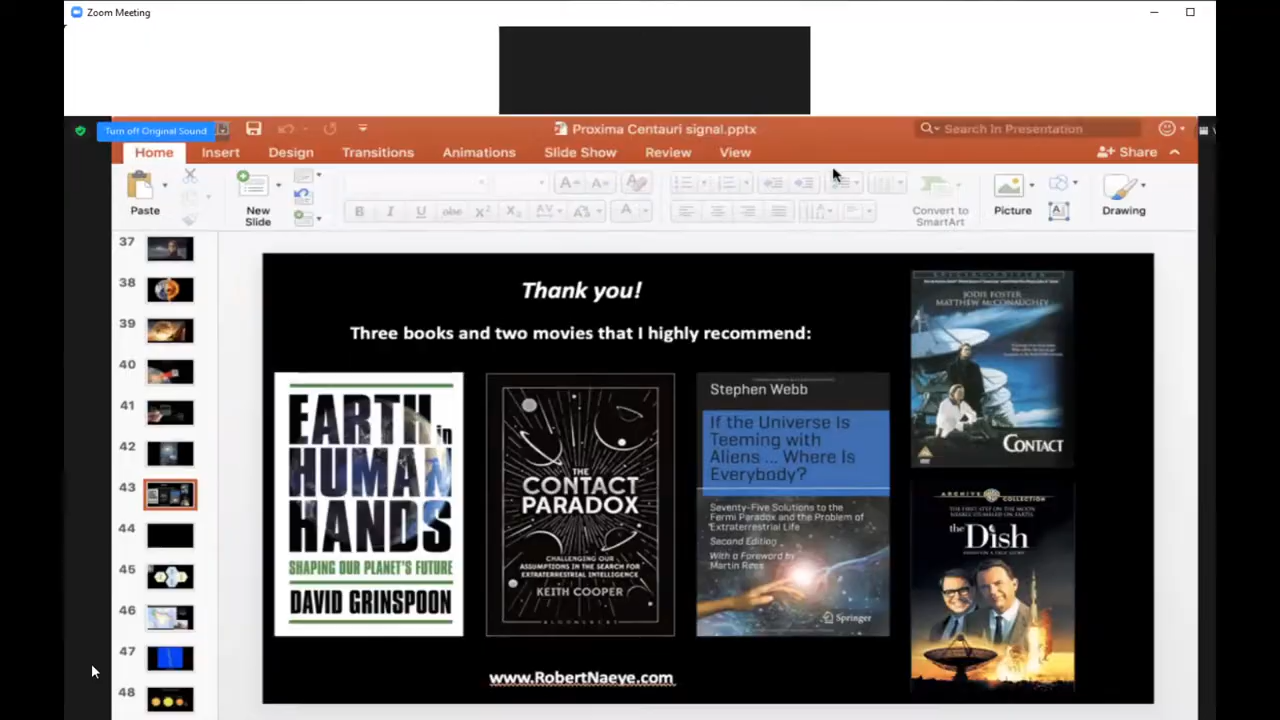 Zoom Meeting
Turn off Original Sound
Proxima Centauri signal.pptx
Search in Presentation
Home Insert Design Transitions Animations Slide Show Review View
Share
Paste
New
Slide
B I U abc X² X₂
A A
Convert to
SmartArt
Picture
Drawing
37
38
39
40
41
42
43
44
45
46
47
48
Thank you!
Three books and two movies that I highly recommend:
EARTH in
HUMAN
HANDS
SHAPING OUR PLANET'S FUTURE
DAVID GRINSPOON
THE
CONTACT
PARADOX
CHALLENGING OUR
ASSUMPTIONS IN THE SEARCH FOR
EXTRATERRESTRIAL INTELLIGENCE
KEITH COOPER
BLOOMSBURY
Stephen Webb
If the Universe Is
Teeming with
Aliens ... Where Is
Everybody?
Seventy-Five Solutions to the
Fermi Paradox and the Problem of
Extraterrestrial Life
Second Edition
With a Foreword by
Martin Rees
Springer
SPECIAL EDITION
JODIE FOSTER
MATTHEW McCONAUGHEY
CONTACT
ARCHIVE COLLECTION
the Dish
www.RobertNaeye.com